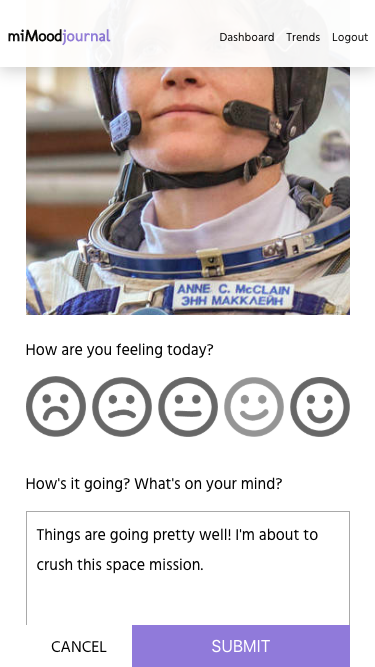 miMoodjournal
Dashboard Trends Logout
ANNE C. McCLAIN
ЭНН МАККЛЕЙН
How are you feeling today?
How's it going? What's on your mind?
Things are going pretty well! I'm about to
crush this space mission.
CANCEL SUBMIT